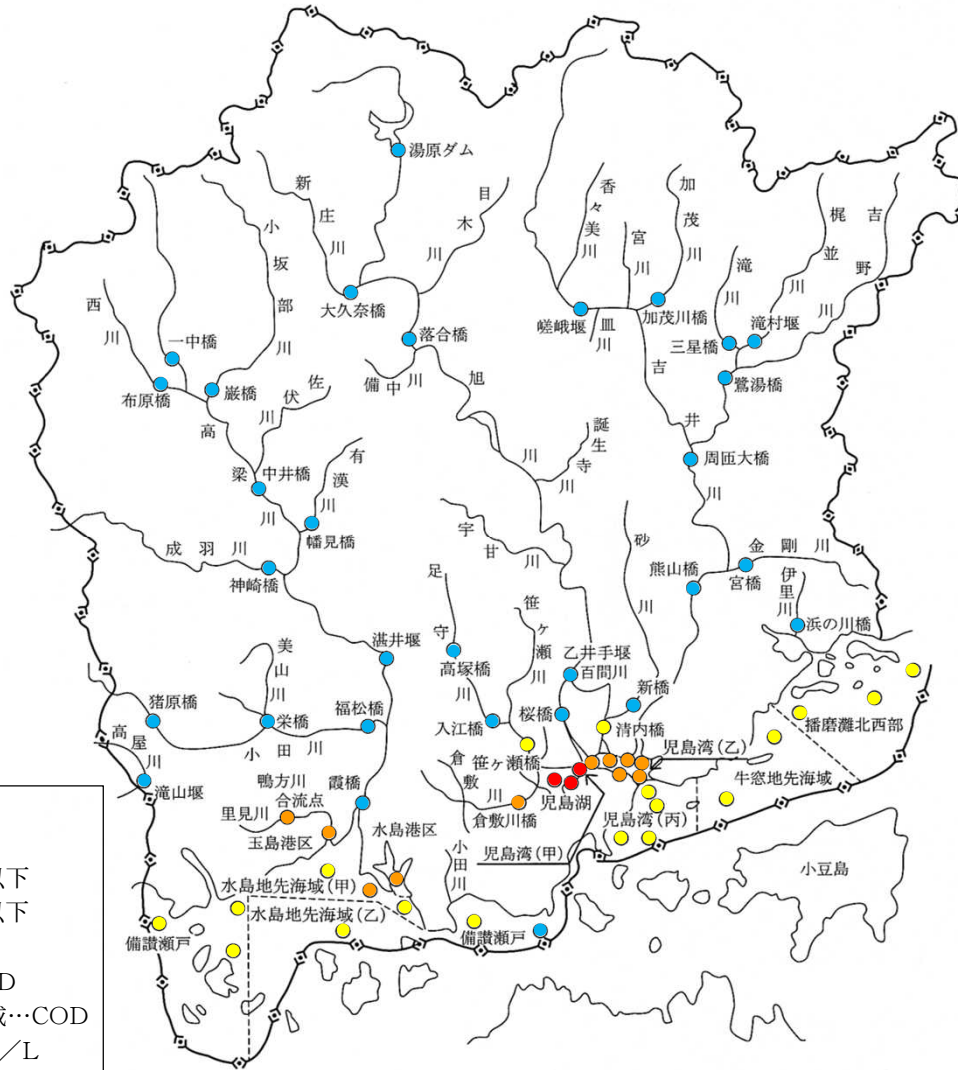 湯原ダム
新庄川
目木川
香々美川
宮川
加茂川
梶並川
吉野川
滝川
小坂部川
西川
大久奈橋
嵯峨堰
皿川
加茂川橋
三星橋
滝村堰
一中橋
落合橋
布原橋
巌橋
備中川
鷺湯橋
佐伏川
旭川
吉井川
誕生寺川
高梁川
中井橋
有漢川
周匝大橋
幡見橋
宇甘川
砂川
成羽川
神崎橋
足守川
笹ヶ瀬川
熊山橋
金剛川
宮橋
伊里川
浜の川橋
湛井堰
美山川
高塚橋
乙井手堰
百間川
新橋
猪原橋
栄橋
福松橋
入江橋
桜橋
清内橋
播磨灘北西部
高屋川
小田川
倉敷川
笹ヶ瀬橋
児島湾(乙)
牛窓地先海域
滝山堰
鴨方川
合流点
里見川
霞橋
児島湖
倉敷川橋
児島湾(丙)
玉島港区
水島港区
小田川
児島湾(甲)
小豆島
水島地先海域(甲)
水島地先海域(乙)
備讃瀬戸
備讃瀬戸
以下
以下
D
…COD
/L